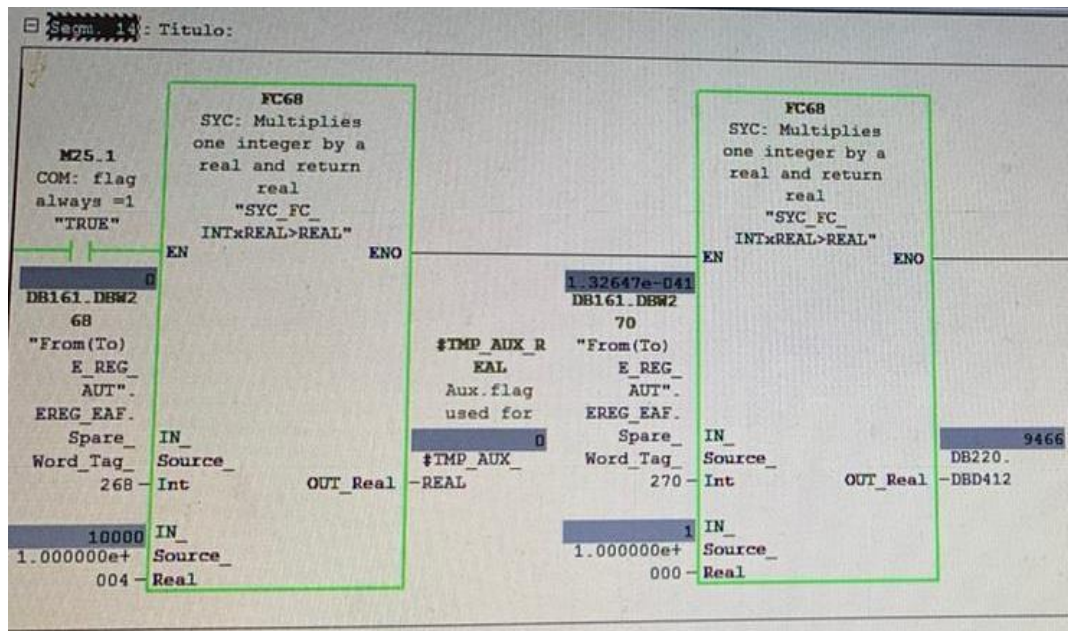 Segm. 14: Titulo:
FC68
SYC: Multiplies
one integer by a
real and return
real
"SYC_FC_
INTxREAL>REAL"
M25.1
COM: flag
always =1
"TRUE"
EN
ENO
0
DB161.DBW2
68
"From(To)
E_REG_
AUT".
EREG_EAF.
Spare_
Word_Tag_
268
IN_
Source_
Int
10000
1.000000e+
004
IN_
Source_
Real
OUT_Real
#TMP_AUX_R
EAL
Aux.flag
used for
0
#TMP_AUX_
REAL
FC68
SYC: Multiplies
one integer by a
real and return
real
"SYC_FC_
INTxREAL>REAL"
EN
ENO
1.32647e-041
DB161.DBW2
70
"From(To)
E_REG_
AUT".
EREG_EAF.
Spare_
Word_Tag_
270
IN_
Source_
Int
1
1.000000e+
000
IN_
Source_
Real
OUT_Real
9466
DB220.
DBD412